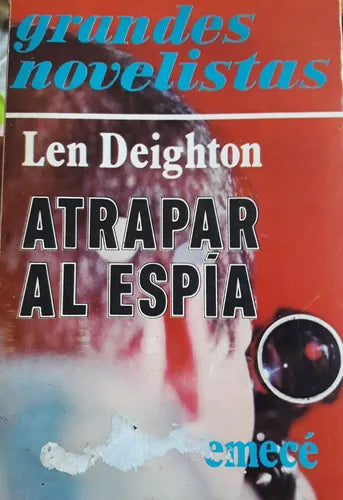 grandes
novelistas
Len Deighton
ATRAPAR
AL ESPÍA
emecé